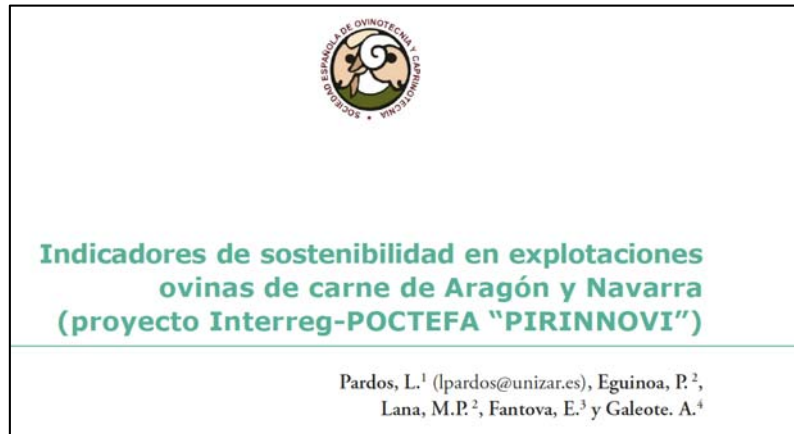 SOCIEDAD ESPAÑOLA DE OVINOTECNIA Y CAPRINOTECNIA •
Indicadores de sostenibilidad en explotaciones
ovinas de carne de Aragón y Navarra
(proyecto Interreg-POCTEFA “PIRINNOVI”)
Pardos, L.¹ (lpardos@unizar.es), Eguinoa, P. ²,
Lana, M.P. ², Fantova, E.³ y Galeote. A.⁴